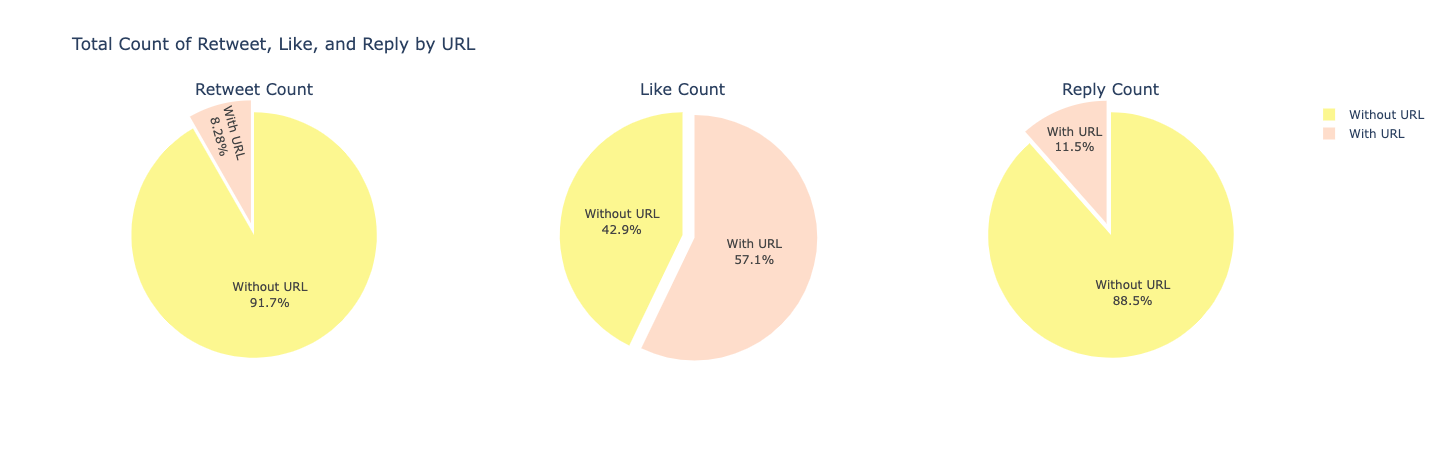 Total Count of Retweet, Like, and Reply by URL
Retweet Count
With URL
8.28%
Without URL
91.7%
Like Count
Without URL
42.9%
With URL
57.1%
Reply Count
With URL
11.5%
Without URL
88.5%
Without URL
With URL